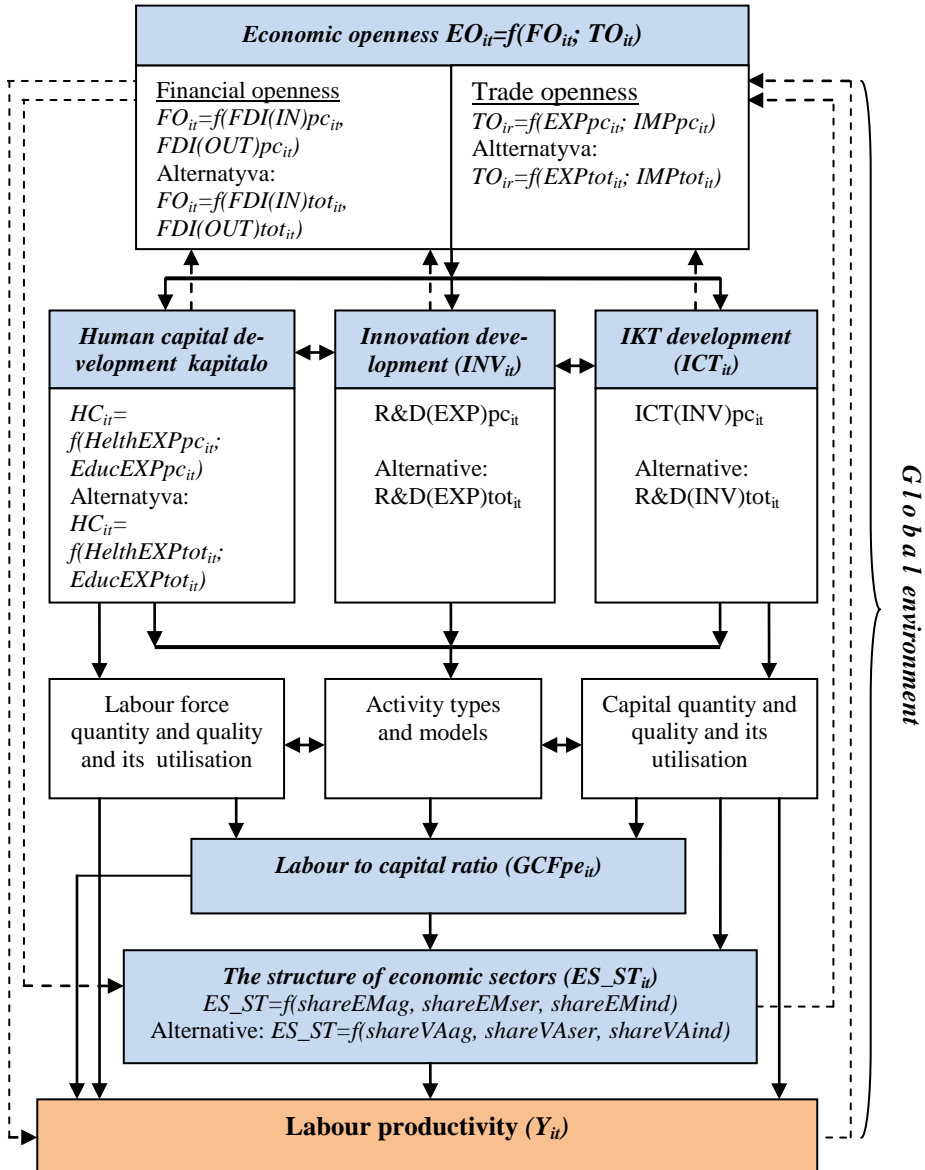 Economic openness EOit=f(FOit; TOit)
Financial openness
FOit=f(FDI(IN)pcit,
FDI(OUT)pcit)
Alternatyva:
FOit=f(FDI(IN)totit,
FDI(OUT)totit)
Trade openness
TOir=f(EXPpcit; IMPpcit)
Altternatyva:
TOir=f(EXPtotit; IMPtotit)
Human capital de-
velopment kapitalo
HCit=
f(HelthEXPpcit;
EducEXPpcit)
Alternatyva:
HCit=
f(HelthEXPtotit;
EducEXPtotit)
Innovation deve-
lopment (INVit)
R&D(EXP)pcit
Alternative:
R&D(EXP)totit
IKT development
(ICTit)
ICT(INV)pcit
Alternative:
R&D(INV)totit
Global environment
Labour force
quantity and quality
and its utilisation
Activity types
and models
Capital quantity and
quality and its
utilisation
Labour to capital ratio (GCFpeit)
The structure of economic sectors (ES_STit)
ES_ST=f(shareEMag, shareEMser, shareEMind)
Alternative: ES_ST=f(shareVAag, shareVAser, shareVAind)
Labour productivity (Yit)